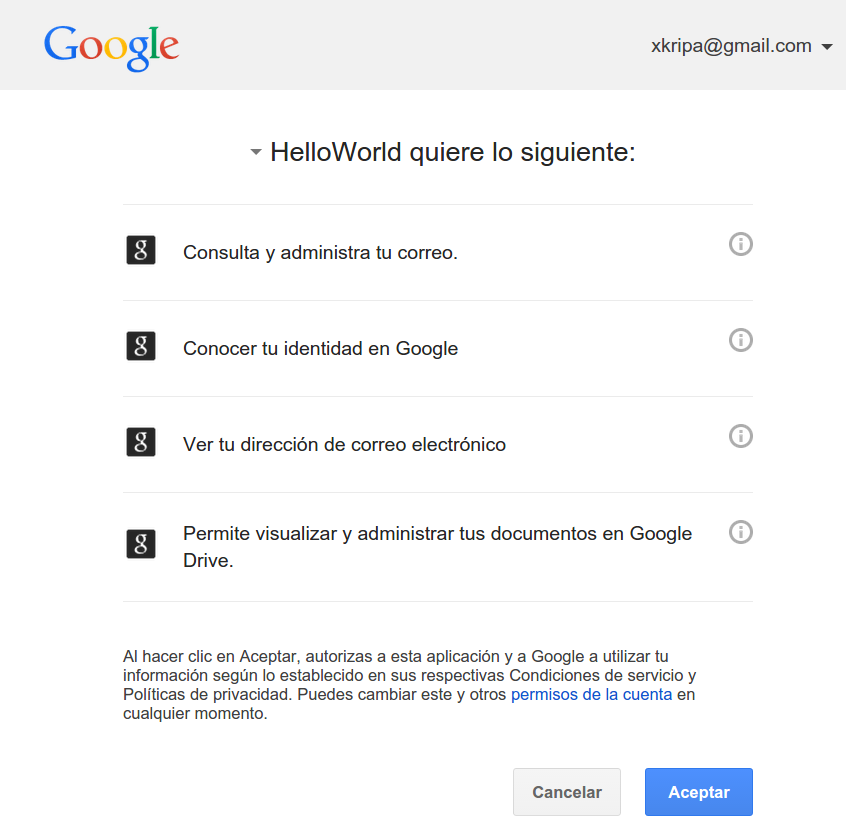 Google
xkripa@gmail.com
HelloWorld quiere lo siguiente:
g
Consulta y administra tu correo.
g
Conocer tu identidad en Google
g
Ver tu dirección de correo electrónico
g
Permite visualizar y administrar tus documentos en Google
Drive.
Al hacer clic en Aceptar, autorizas a esta aplicación y a Google a utilizar tu
información según lo establecido en sus respectivas Condiciones de servicio y
Políticas de privacidad. Puedes cambiar este y otros permisos de la cuenta en
cualquier momento.
Cancelar
Aceptar